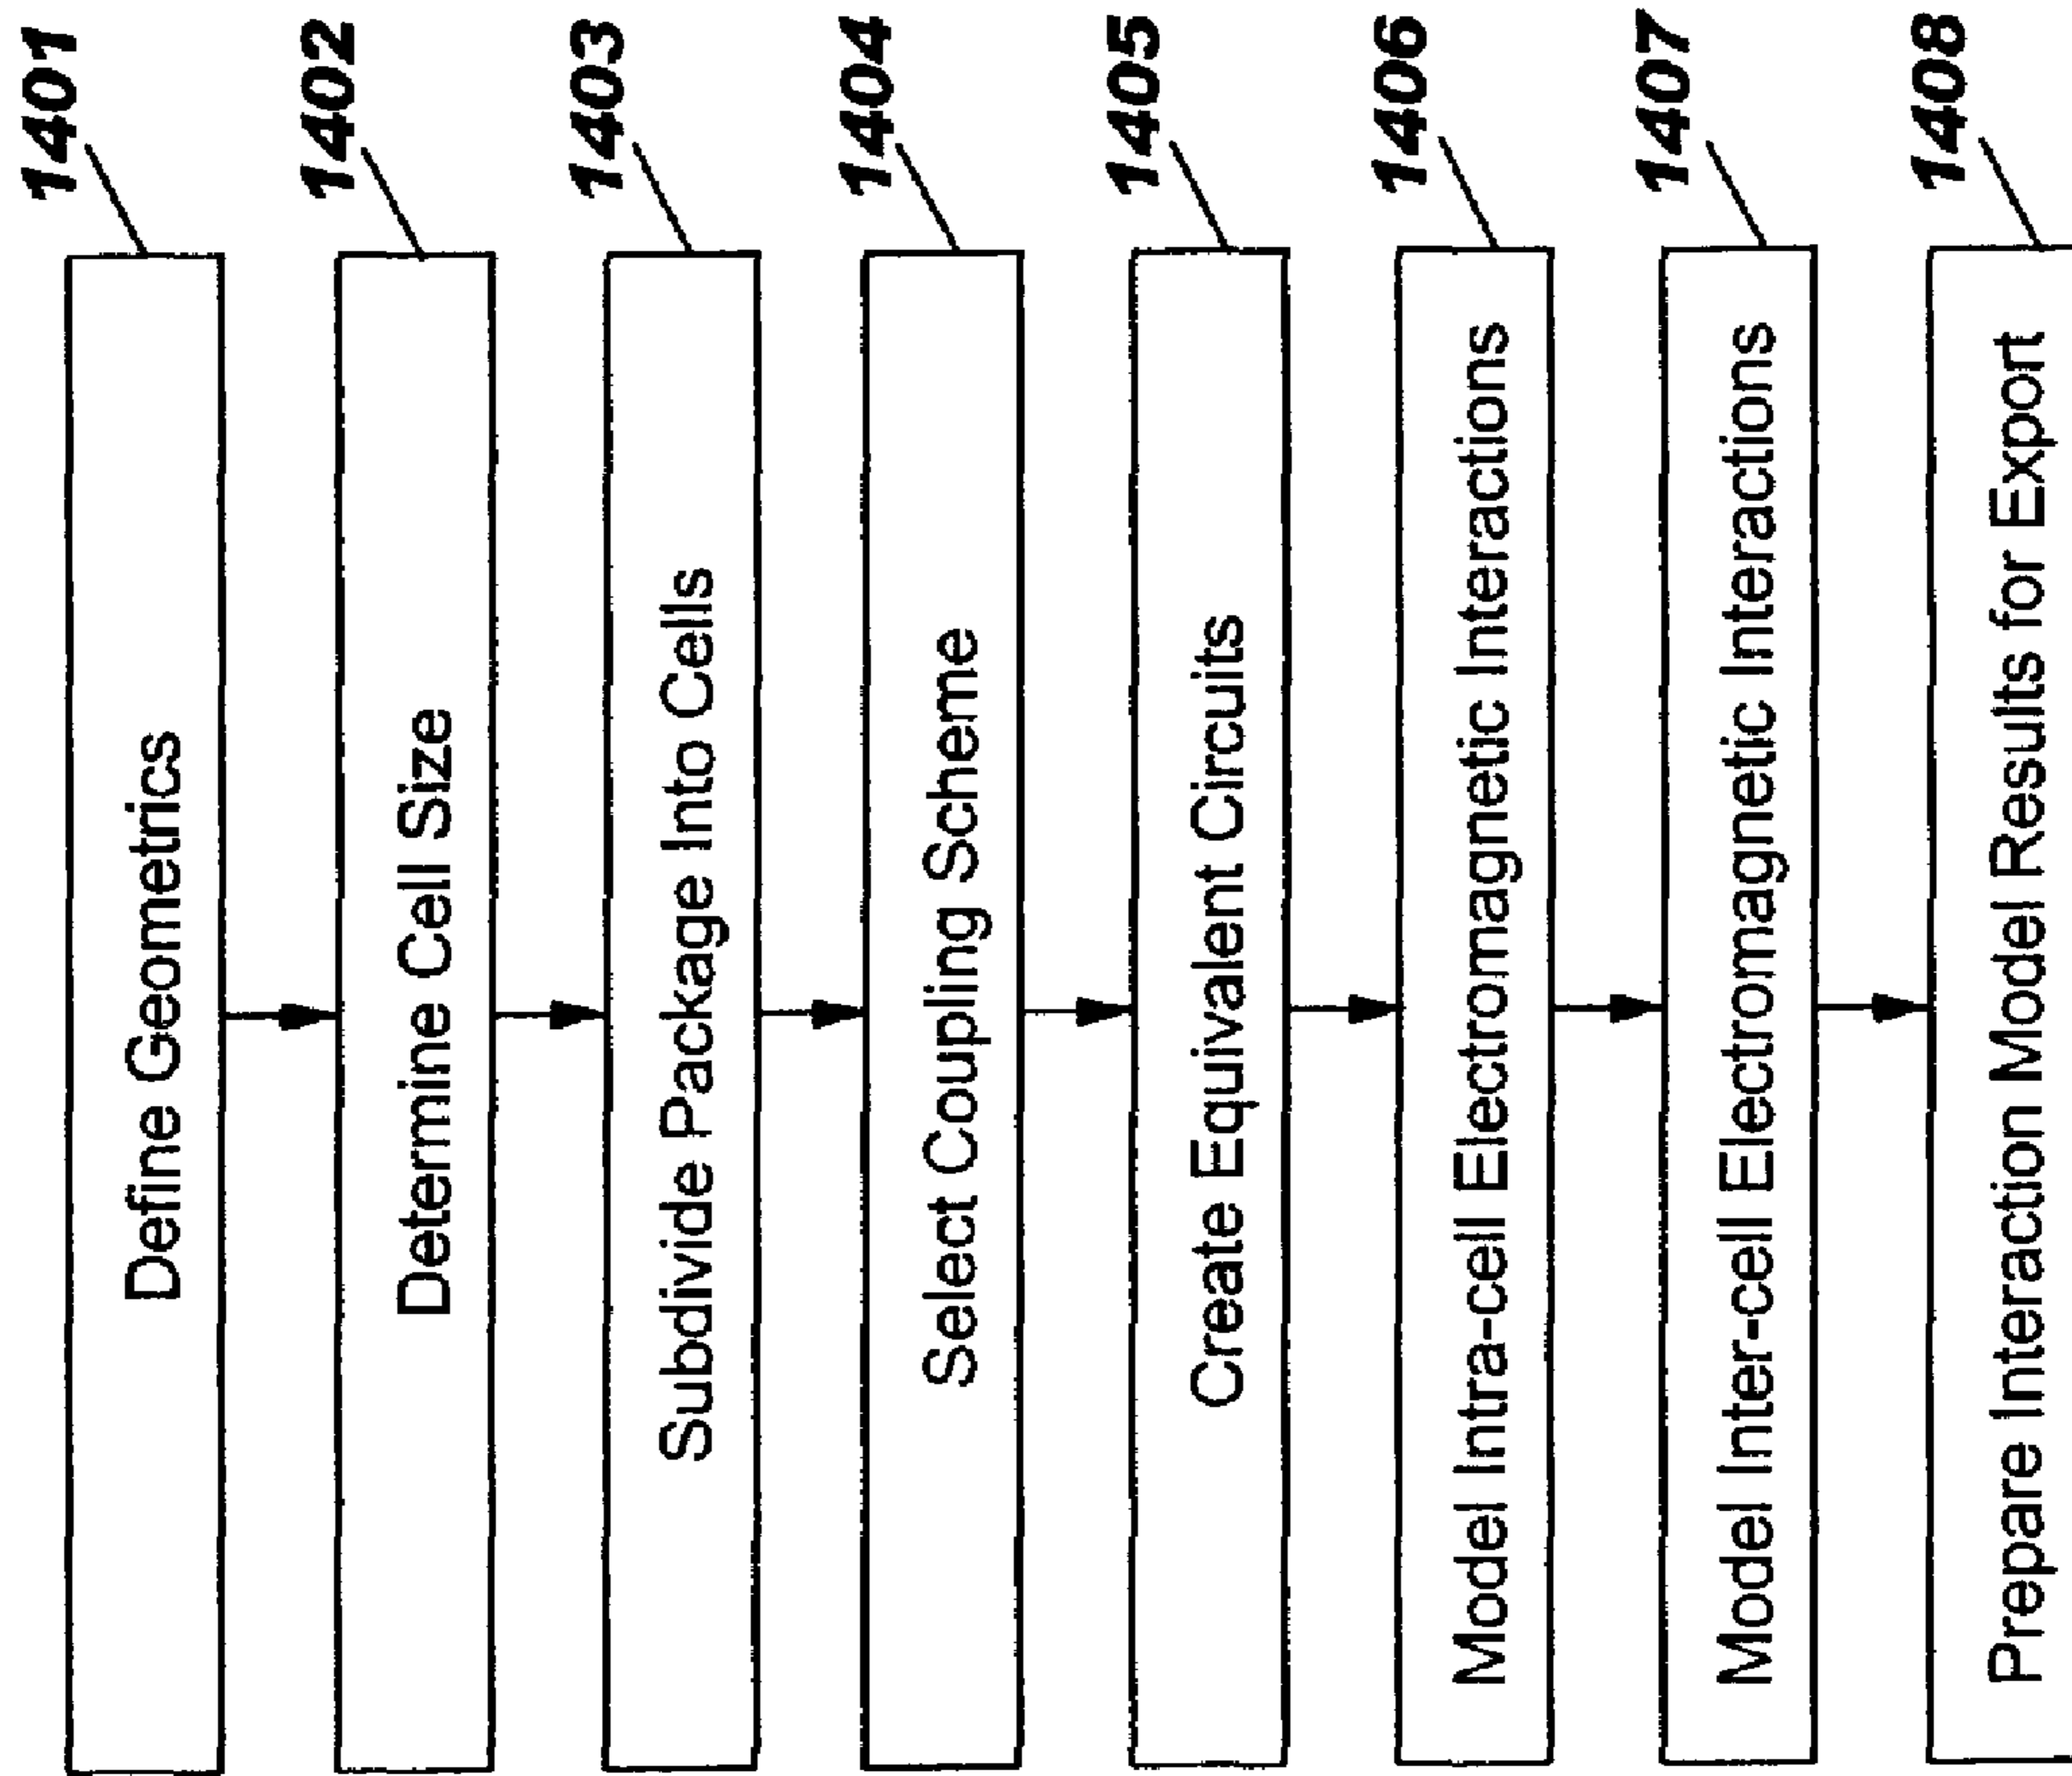 1401
Define Geometrics
1402
Determine Cell Size
1403
Subdivide Package Into Cells
1404
Select Coupling Scheme
1405
Create Equivalent Circuits
1406
Model Intra-cell Electromagnetic Interactions
1407
Model Inter-cell Electromagnetic Interactions
1408
Prepare Interaction Model Results for Export